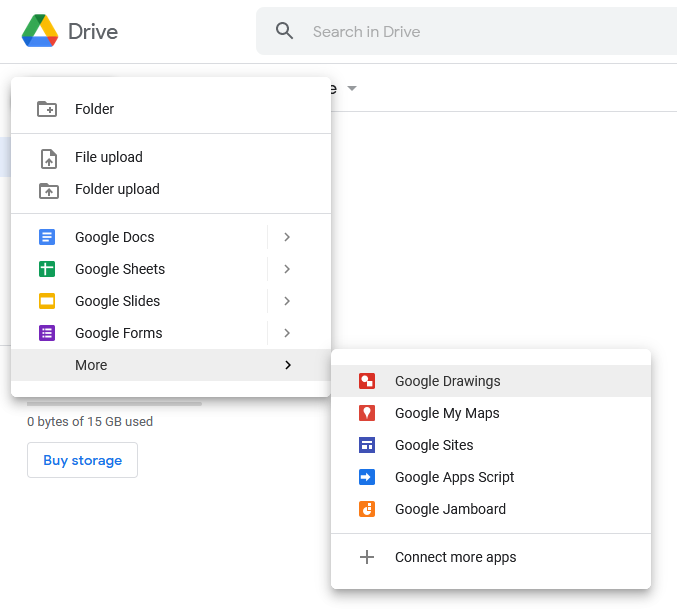 Drive
Search in Drive
Folder
File upload
Folder upload
Google Docs
Google Sheets
Google Slides
Google Forms
More
Google Drawings
Google My Maps
Google Sites
Google Apps Script
Google Jamboard
Connect more apps
0 bytes of 15 GB used
Buy storage